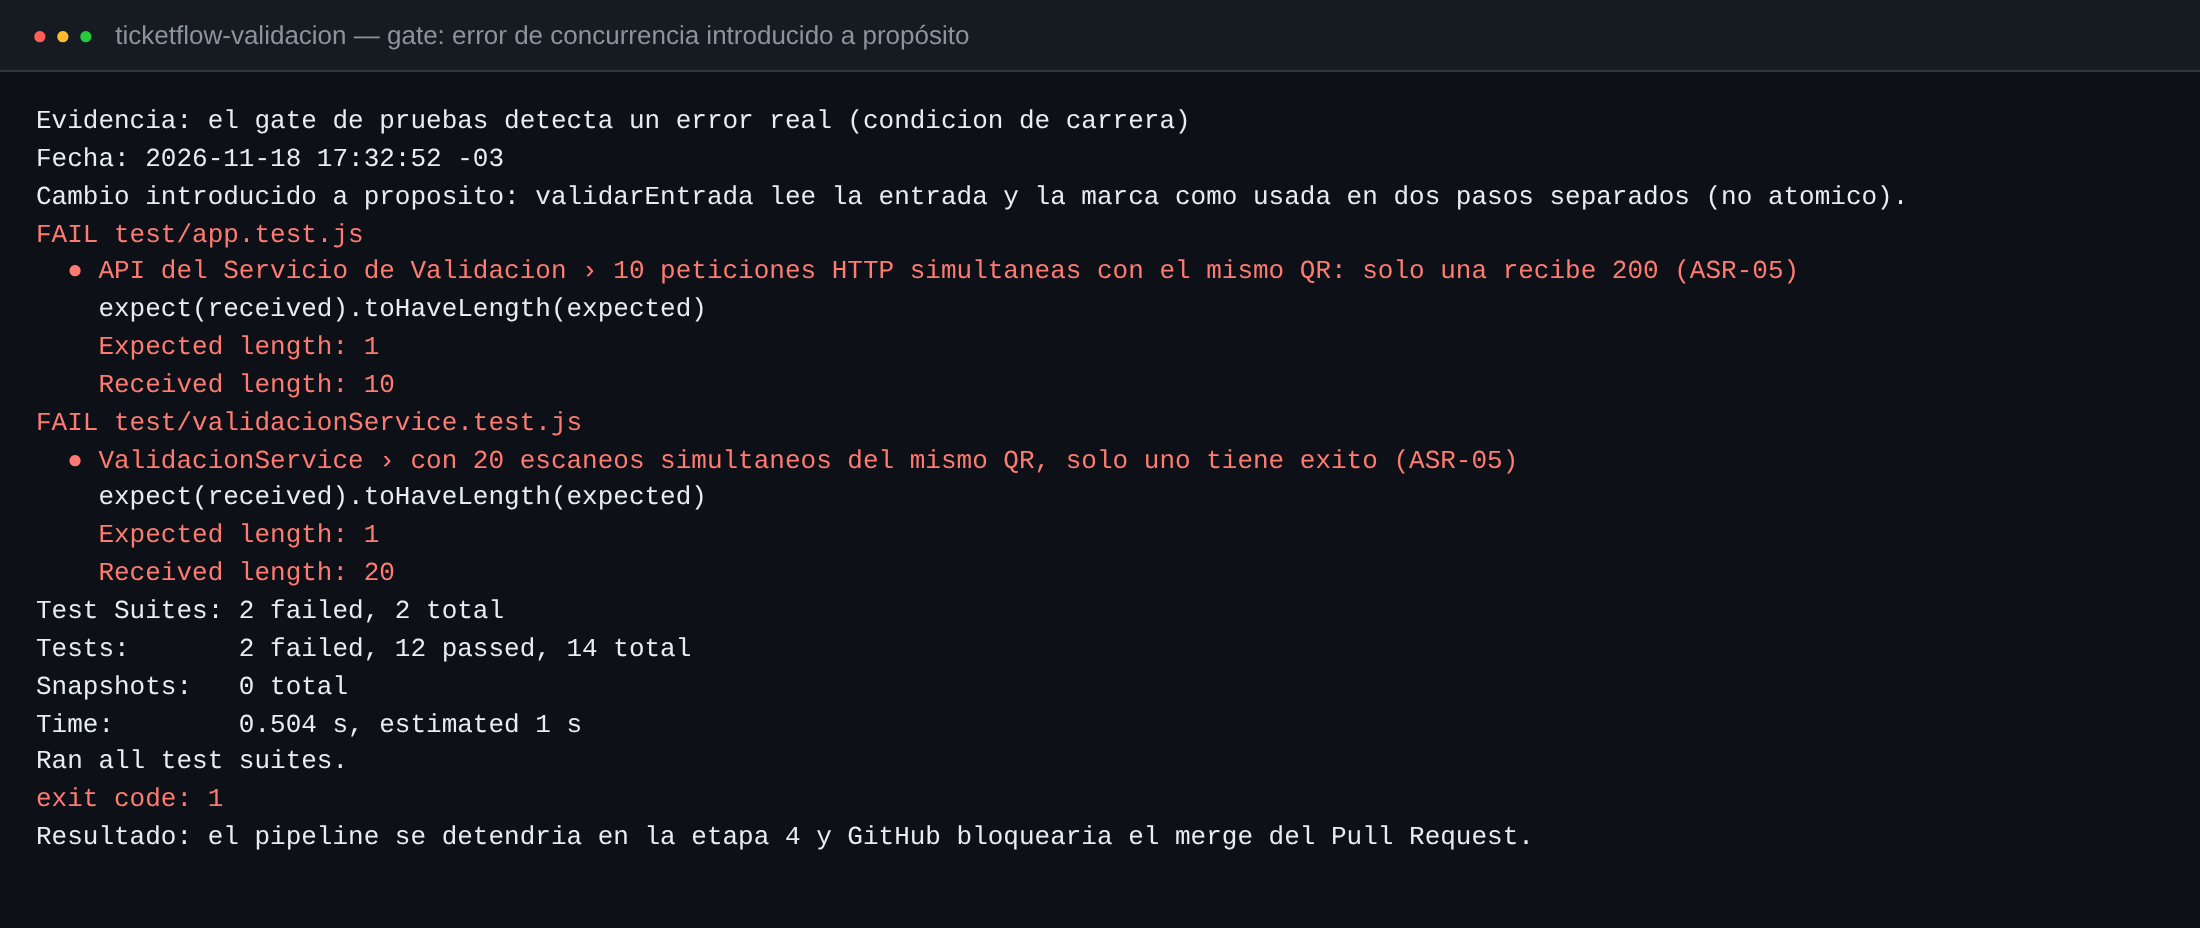 ticketflow-validacion — gate: error de concurrencia introducido a propósito
Evidencia: el gate de pruebas detecta un error real (condicion de carrera)
Fecha: 2026-11-18 17:32:52 -03
Cambio introducido a proposito: validarEntrada lee la entrada y la marca como usada en dos pasos separados (no atomico).
FAIL test/app.test.js
● API del Servicio de Validacion › 10 peticiones HTTP simultaneas con el mismo QR: solo una recibe 200 (ASR-05)
expect(received).toHaveLength(expected)
Expected length: 1
Received length: 10
FAIL test/validacionService.test.js
● ValidacionService › con 20 escaneos simultaneos del mismo QR, solo uno tiene exito (ASR-05)
expect(received).toHaveLength(expected)
Expected length: 1
Received length: 20
Test Suites: 2 failed, 2 total
Tests:       2 failed, 12 passed, 14 total
Snapshots:   0 total
Time:        0.504 s, estimated 1 s
Ran all test suites.
exit code: 1
Resultado: el pipeline se detendria en la etapa 4 y GitHub bloquearia el merge del Pull Request.